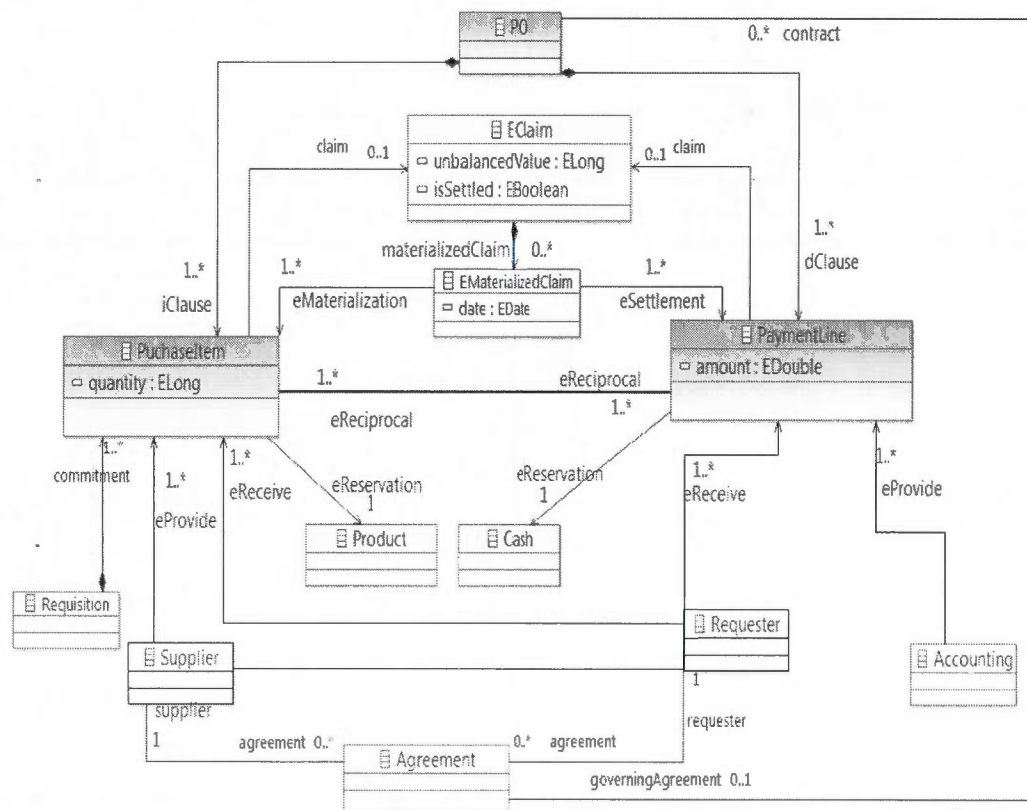 PO
0..* contract
EClaim
claim
0..1
unbalancedValue : ELong
0..1 claim
isSettled : EBoolean
materializedClaim 0..*
1..*
dClause
1..*
iClause
1..*
eMaterialization
EMaterializedClaim
date : EDate
1..*
eSettlement
PuchaseItem
quantity : ELong
PaymentLine
amount : EDouble
1..*
eReciprocal
eReciprocal
1..*
1..*
commitment
1..*
eProvide
1..*
eReceive
eReservation
1
eReservation
1
1..*
eReceive
1..*
eProvide
Product
Cash
Requisition
Requester
Supplier
Accounting
supplier
1
1
requester
agreement 0..*
0..* agreement
Agreement
governingAgreement 0..1